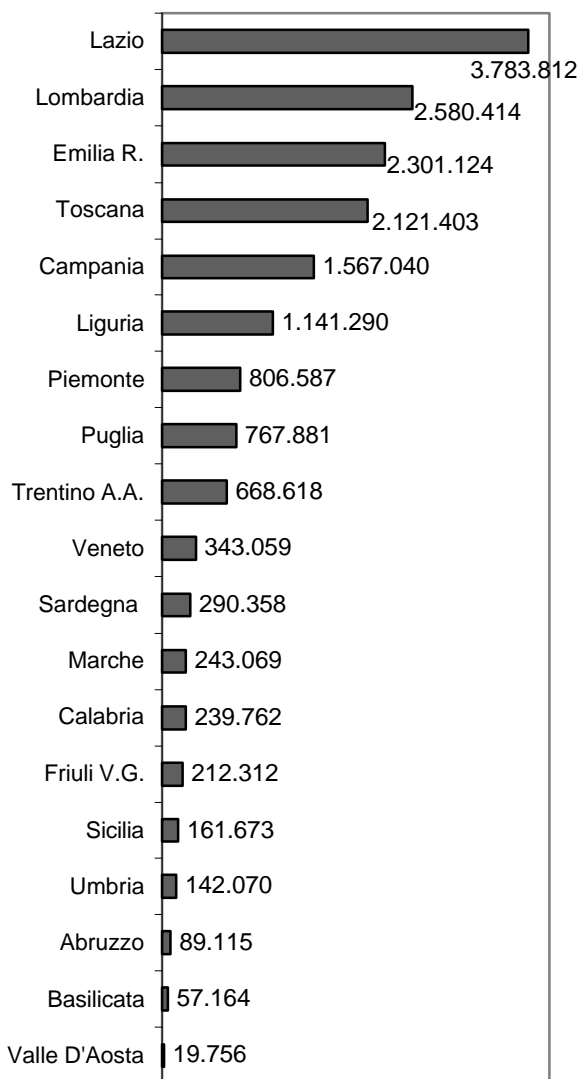 Lazio 3.783.812
Lombardia 2.580.414
Emilia R. 2.301.124
Toscana 2.121.403
Campania 1.567.040
Liguria 1.141.290
Piemonte 806.587
Puglia 767.881
Trentino A.A. 668.618
Veneto 343.059
Sardegna 290.358
Marche 243.069
Calabria 239.762
Friuli V.G. 212.312
Sicilia 161.673
Umbria 142.070
Abruzzo 89.115
Basilicata 57.164
Valle D'Aosta 19.756